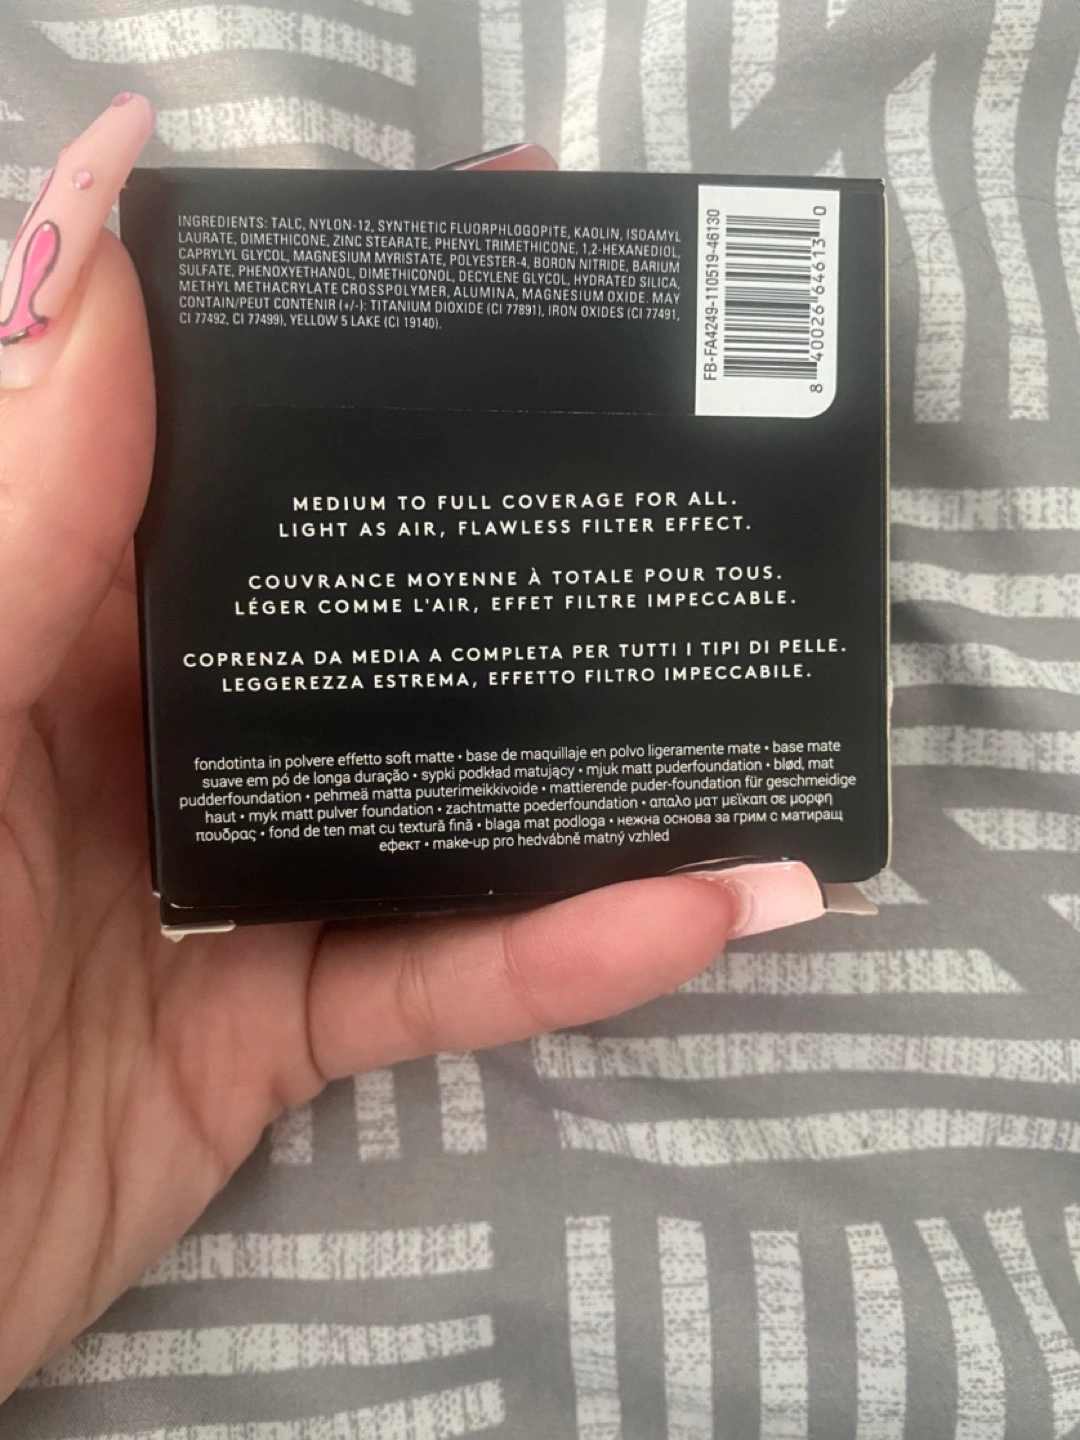 INGREDIENTS: TALC, NYLON-12, SYNTHETIC FLUORPHLOGOPITE, KAOLIN, ISOAMYL
LAURATE, DIMETHICONE, ZINC STEARATE, PHENYL TRIMETHICONE, 1,2-HEXANEDIOL,
CAPRYLYL GLYCOL, MAGNESIUM MYRISTATE, POLYESTER-4, BORON NITRIDE, BARIUM
SULFATE, PHENOXYETHANOL, DIMETHICONOL, DECYLENE GLYCOL, HYDRATED SILICA,
METHYL METHACRYLATE CROSSPOLYMER, ALUMINA, MAGNESIUM OXIDE. MAY
CONTAIN/PEUT CONTENIR (+/-): TITANIUM DIOXIDE (CI 77891), IRON OXIDES (CI 77491,
CI 77492, CI 77499), YELLOW 5 LAKE (CI 19140).
FB-FA4249-110519-46130
8 40026 64613 0
MEDIUM TO FULL COVERAGE FOR ALL.
LIGHT AS AIR, FLAWLESS FILTER EFFECT.
COUVRANCE MOYENNE À TOTALE POUR TOUS.
LÉGER COMME L'AIR, EFFET FILTRE IMPECCABLE.
COPRENZA DA MEDIA A COMPLETA PER TUTTI I TIPI DI PELLE.
LEGGEREZZA ESTREMA, EFFETTO FILTRO IMPECCABILE.
fondotinta in polvere effetto soft matte • base de maquillaje en polvo ligeramente mate • base mate
suave em pó de longa duração • sypki podkład matujący • mjuk matt puderfoundation • blød, mat
pudderfoundation • pehmeä matta puuterimeikkivoide • mattierende puder-foundation für geschmeidige
haut • myk matt pulver foundation • zachtmatte poederfoundation • απαλο ματ μεϊκαπ σε μορφη
πουδρας • fond de ten mat cu textură fină • blaga mat podloga • нежна основа за грим с матиращ
ефект • make-up pro hedvábně matný vzhled